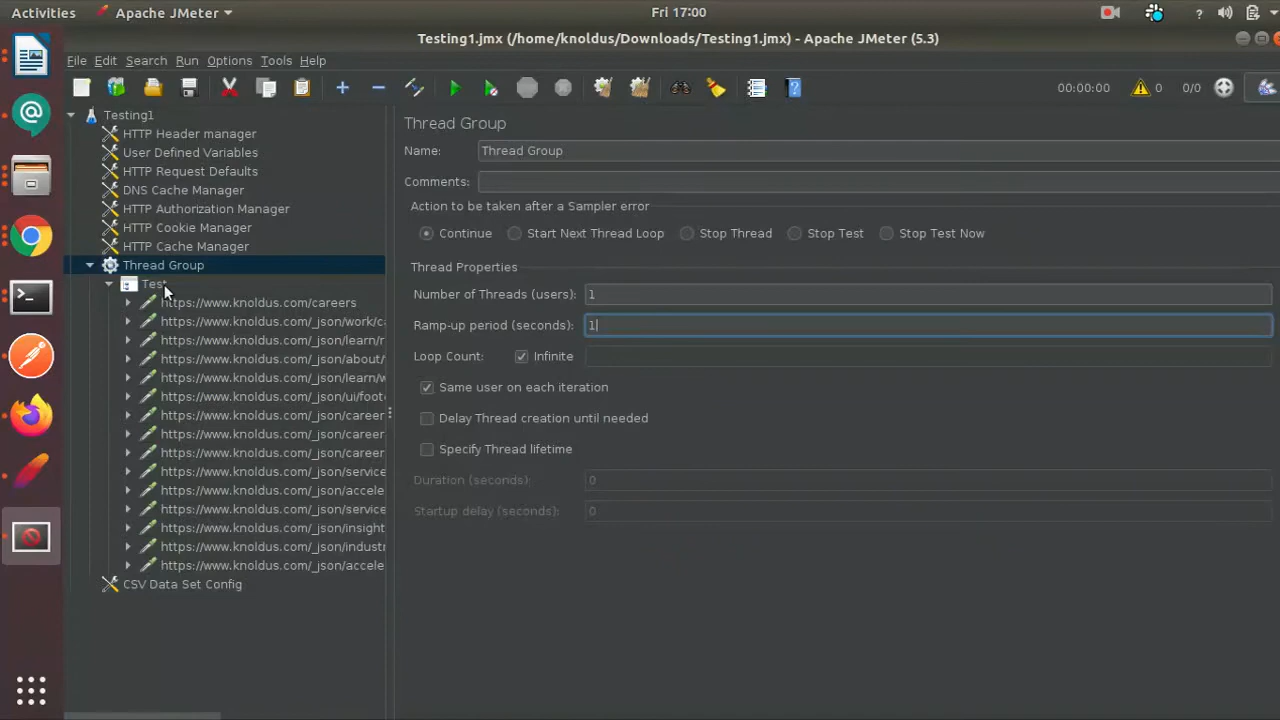 Activities
Apache JMeter
Fri 17:00
?
Testing1.jmx (/home/knoldus/Downloads/Testing1.jmx) - Apache JMeter (5.3)
File Edit Search Run Options Tools Help
00:00:00 0 0/0
Testing1
HTTP Header manager
User Defined Variables
HTTP Request Defaults
DNS Cache Manager
HTTP Authorization Manager
HTTP Cookie Manager
HTTP Cache Manager
Thread Group
Test
https://www.knoldus.com/careers
https://www.knoldus.com/_json/work/c
https://www.knoldus.com/_json/learn/r
https://www.knoldus.com/_json/about/
https://www.knoldus.com/_json/learn/w
https://www.knoldus.com/_json/ui/foot
https://www.knoldus.com/_json/career
https://www.knoldus.com/_json/career
https://www.knoldus.com/_json/career
https://www.knoldus.com/_json/service
https://www.knoldus.com/_json/accele
https://www.knoldus.com/_json/service
https://www.knoldus.com/_json/insight
https://www.knoldus.com/_json/industr
https://www.knoldus.com/_json/accele
CSV Data Set Config
Thread Group
Name: Thread Group
Comments:
Action to be taken after a Sampler error
Continue Start Next Thread Loop Stop Thread Stop Test Stop Test Now
Thread Properties
Number of Threads (users): 1
Ramp-up period (seconds): 1
Loop Count: Infinite
Same user on each iteration
Delay Thread creation until needed
Specify Thread lifetime
Duration (seconds): 0
Startup delay (seconds): 0